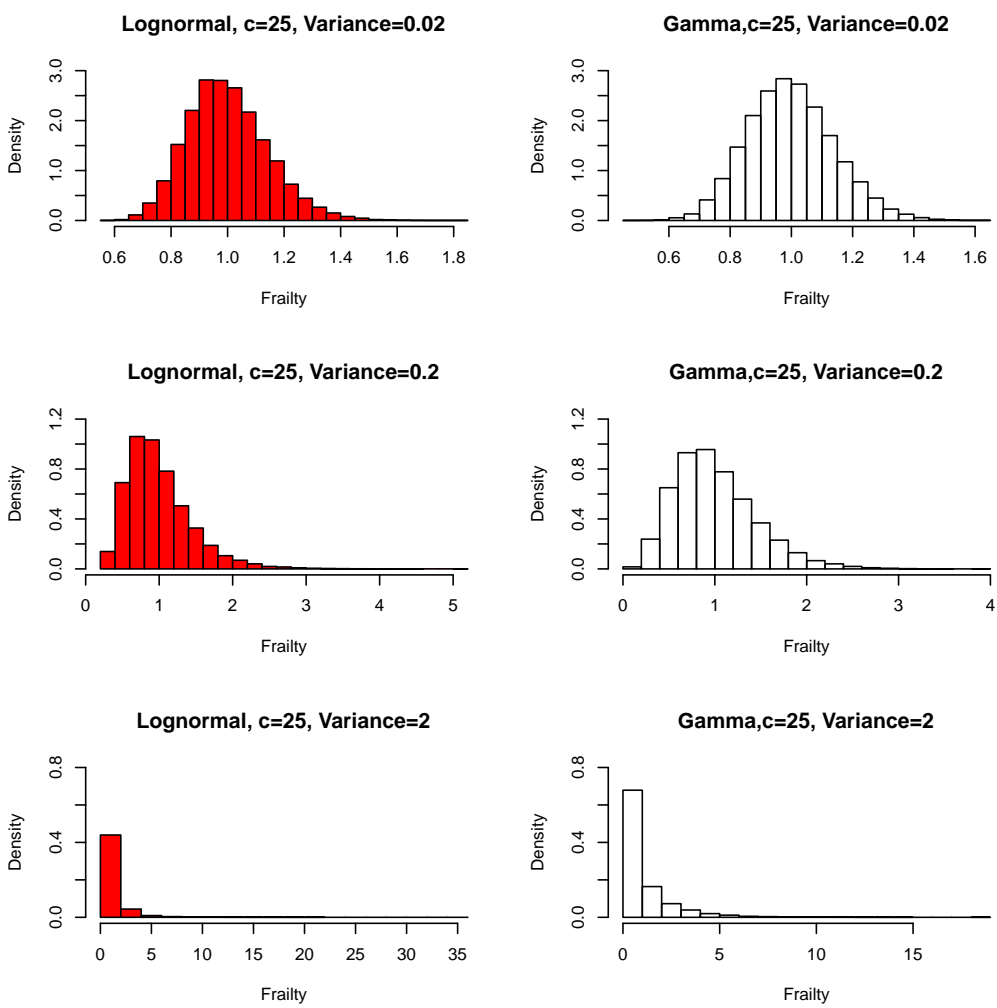 Lognormal, c=25, Variance=0.02
Density
0.0 1.0 2.0 3.0
0.6 0.8 1.0 1.2 1.4 1.6 1.8
Frailty
Gamma,c=25, Variance=0.02
Density
0.0 1.0 2.0 3.0
0.6 0.8 1.0 1.2 1.4 1.6
Frailty
Lognormal, c=25, Variance=0.2
Density
0.0 0.4 0.8 1.2
0 1 2 3 4 5
Frailty
Gamma,c=25, Variance=0.2
Density
0.0 0.4 0.8 1.2
0 1 2 3 4
Frailty
Lognormal, c=25, Variance=2
Density
0.0 0.4 0.8
0 5 10 15 20 25 30 35
Frailty
Gamma,c=25, Variance=2
Density
0.0 0.4 0.8
0 5 10 15
Frailty